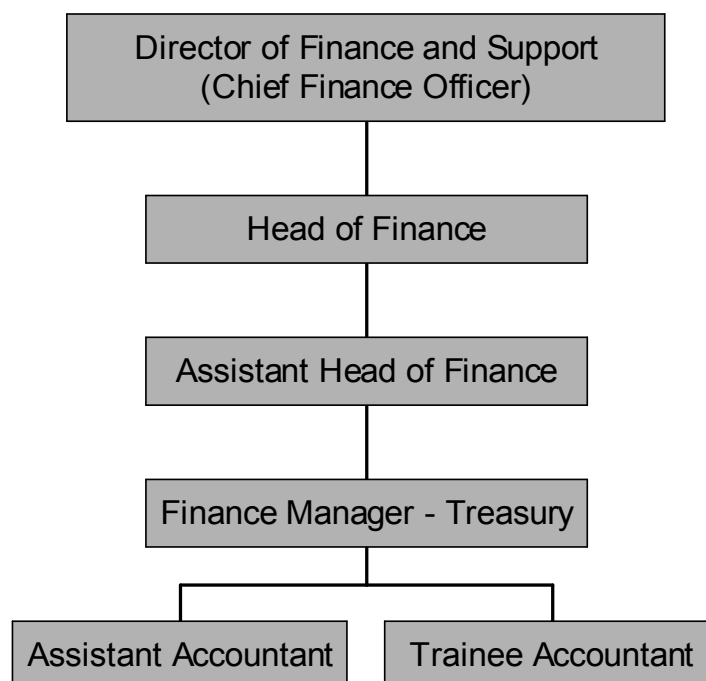 Director of Finance and Support
(Chief Finance Officer)
Head of Finance
Assistant Head of Finance
Finance Manager - Treasury
Assistant Accountant
Trainee Accountant